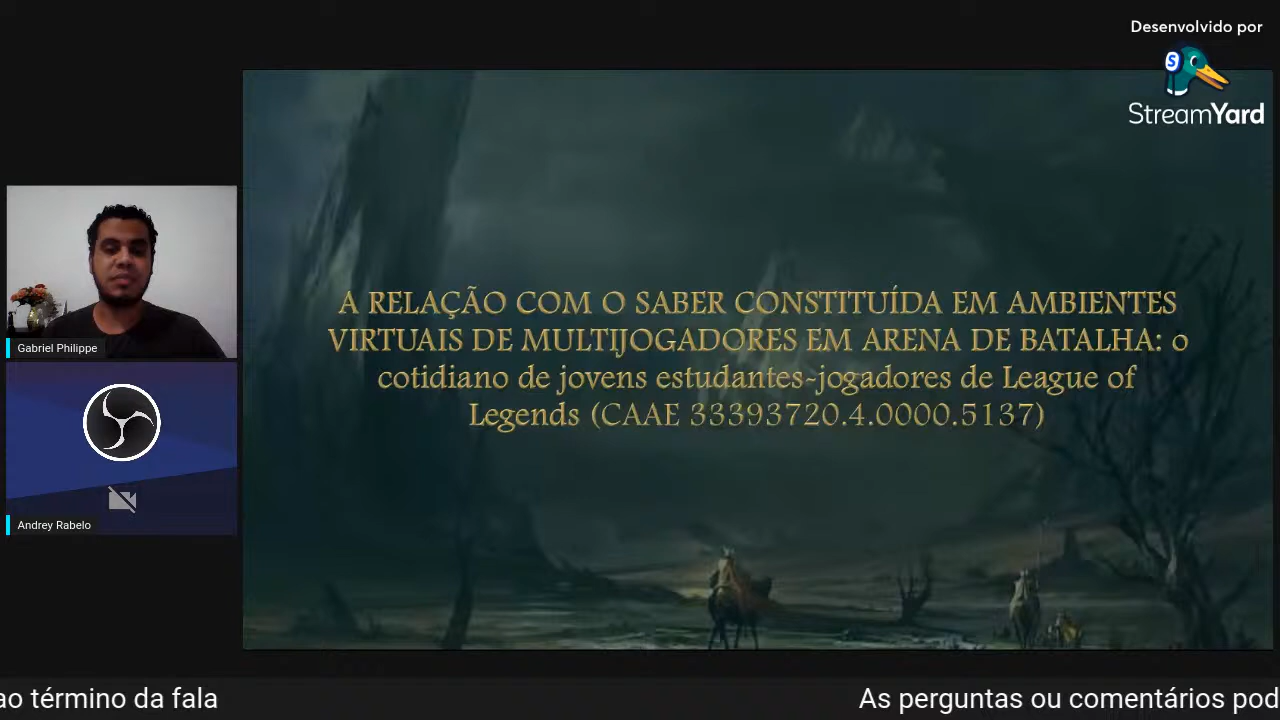 Desenvolvido por
StreamYard
A RELAÇÃO COM O SABER CONSTITUÍDA EM AMBIENTES
VIRTUAIS DE MULTIJOGADORES EM ARENA DE BATALHA: o
cotidiano de jovens estudantes-jogadores de League of
Legends (CAAE 33393720.4.0000.5137)
Gabriel Philippe
S
Andrey Rabelo
ao término da fala
As perguntas ou comentários pod